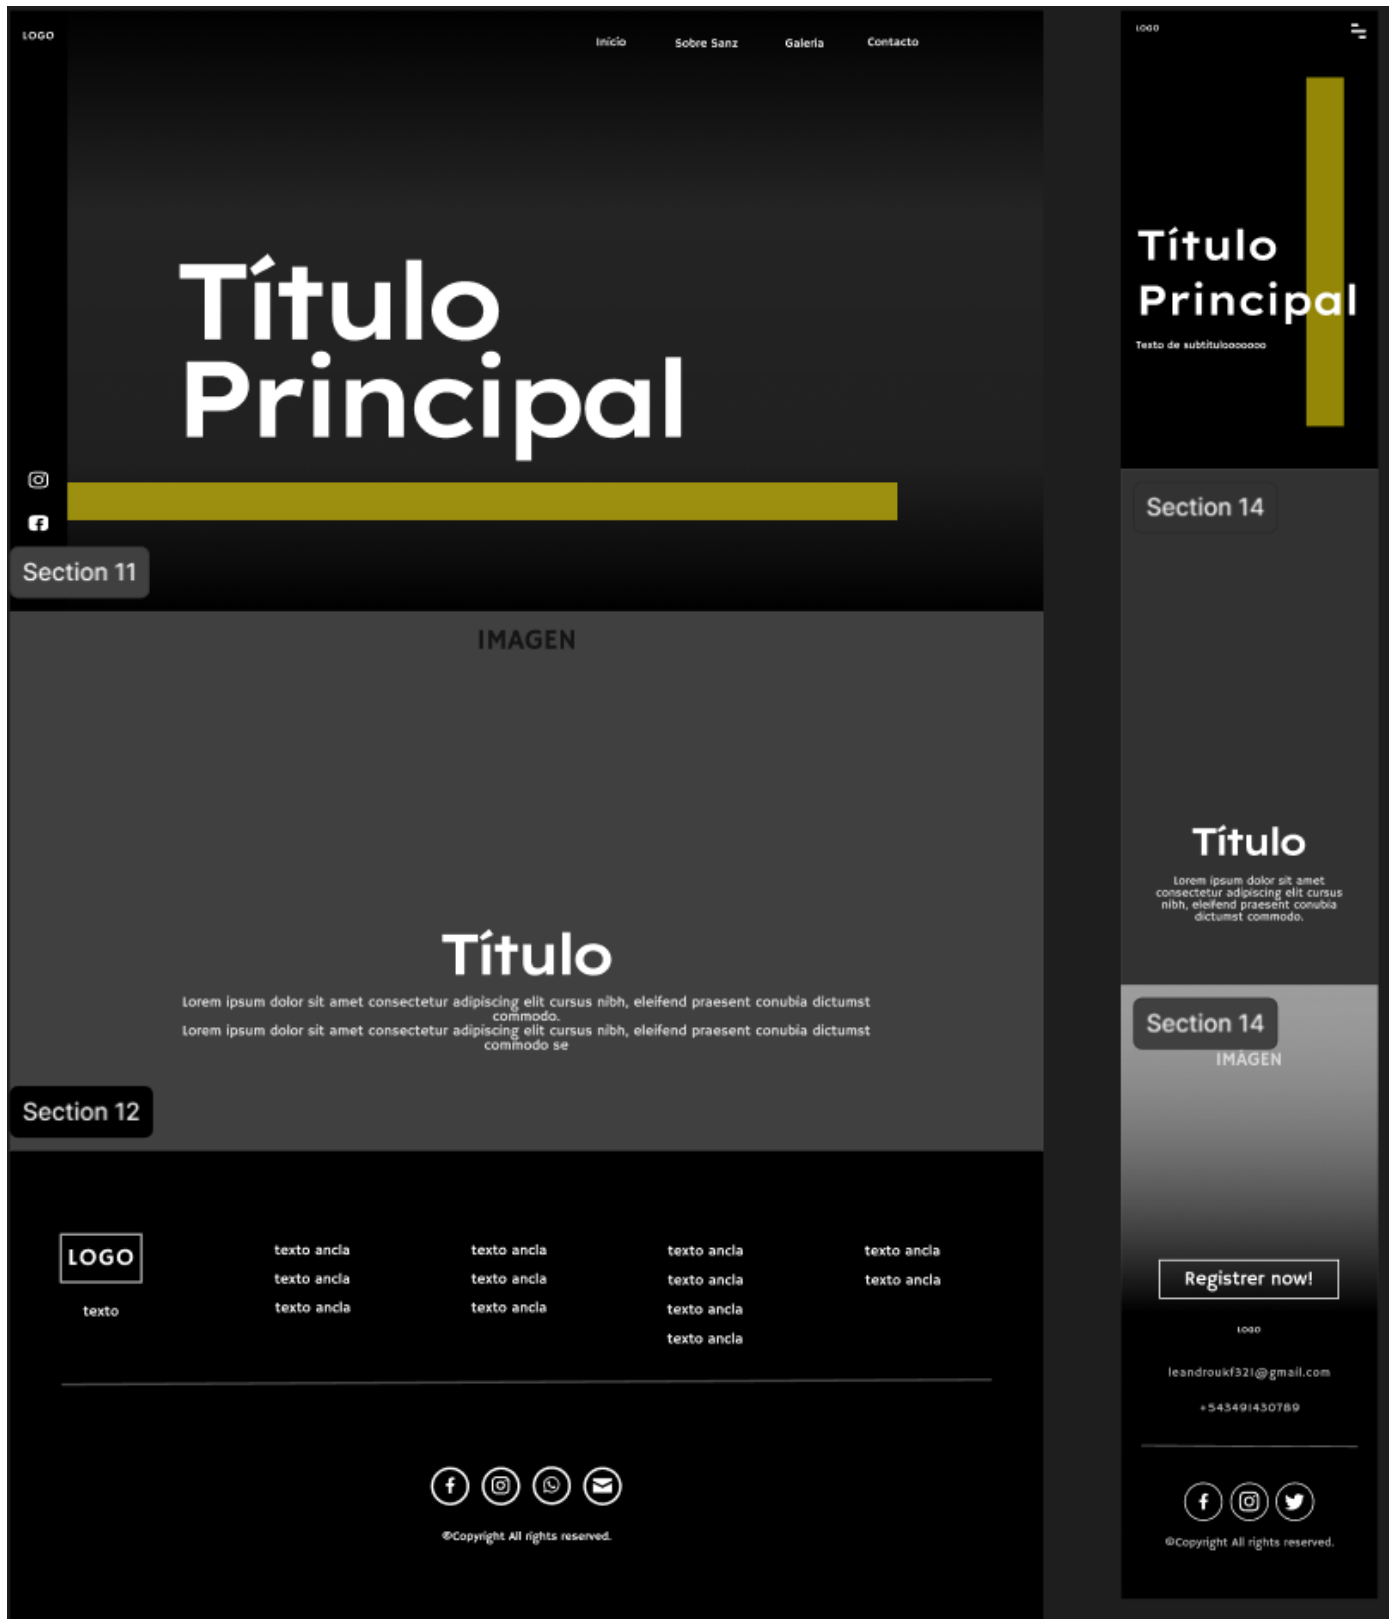 LOGO
Inicio
Sobre Sanz
Galeria
Contacto
Título
Principal
Section 11
IMAGEN
Título
Lorem ipsum dolor sit amet consectetur adipiscing elit cursus nibh, eleifend praesent conubia dictumst
commodo.
Lorem ipsum dolor sit amet consectetur adipiscing elit cursus nibh, eleifend praesent conubia dictumst
commodo se
Section 12
LOGO
texto
texto ancla
texto ancla
texto ancla
texto ancla
texto ancla
texto ancla
texto ancla
texto ancla
texto ancla
texto ancla
texto ancla
texto ancla
©Copyright All rights reserved.
LOGO
Título
Principal
Texto de subtituloooooo
Section 14
Título
Lorem ipsum dolor sit amet
consectetur adipiscing elit cursus
nibh, eleifend praesent conubia
dictumst commodo.
Section 14
IMÁGEN
Registrer now!
LOGO
leandroukf321@gmail.com
+543491430789
©Copyright All rights reserved.